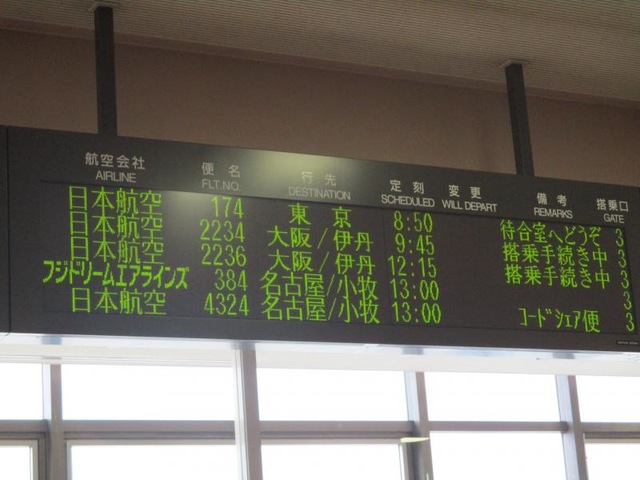 航空会社 便名 行先 定刻 変更 備考 搭乗口
AIRLINE FLT.NO. DESTINATION SCHEDULED WILL DEPART REMARKS GATE
日本航空 174 東京 8:50 待合室へどうぞ 3
日本航空 2234 大阪/伊丹 9:45 搭乗手続き中 3
日本航空 2236 大阪/伊丹 12:15 搭乗手続き中 3
フジドリームエアラインズ 384 名古屋/小牧 13:00 3
日本航空 4324 名古屋/小牧 13:00 コードシェア便 3